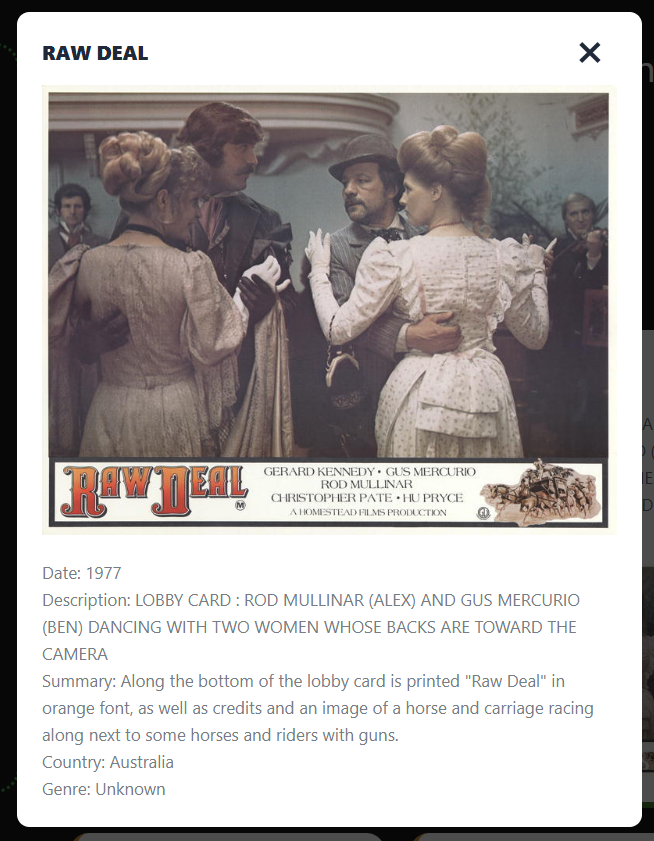 RAW DEAL
RAW DEAL
M
GERARD KENNEDY • GUS MERCURIO
ROD MULLINAR
CHRISTOPHER PATE • HU PRYCE
A HOMESTEAD FILMS PRODUCTION
Date: 1977
Description: LOBBY CARD : ROD MULLINAR (ALEX) AND GUS MERCURIO
(BEN) DANCING WITH TWO WOMEN WHOSE BACKS ARE TOWARD THE
CAMERA
Summary: Along the bottom of the lobby card is printed "Raw Deal" in
orange font, as well as credits and an image of a horse and carriage racing
along next to some horses and riders with guns.
Country: Australia
Genre: Unknown